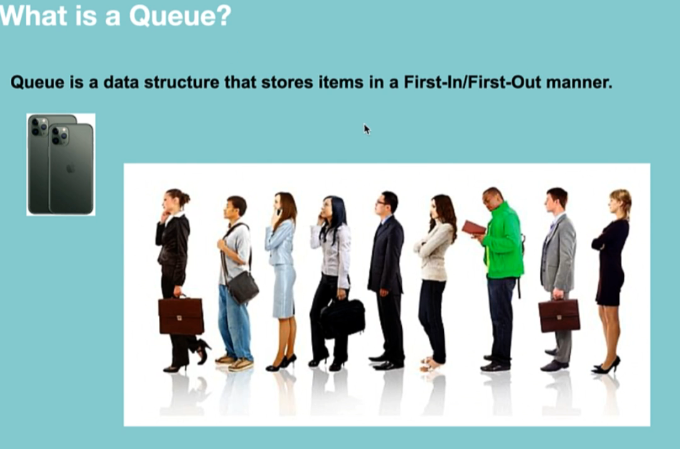 What is a Queue?
Queue is a data structure that stores items in a First-In/First-Out manner.